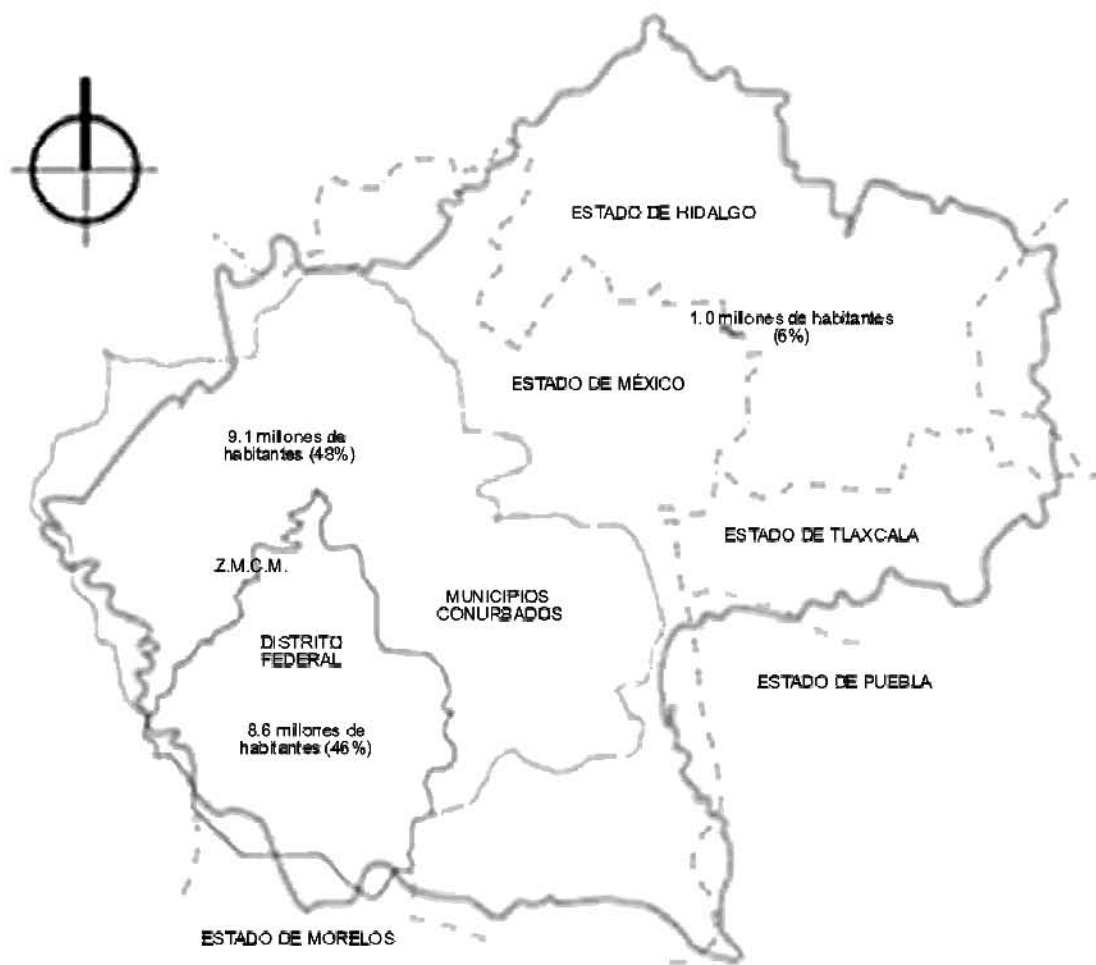 ESTADO DE HIDALGO
1.0 millones de habitantes
(6%)
ESTADO DE MÉXICO
9.1 millones de
habitantes (48%)
ESTADO DE TLAXCALA
Z.M.C.M.
MUNICIPIOS
CONURBADOS
DISTRITO
FEDERAL
ESTADO DE PUEBLA
8.6 millones de
habitantes (46%)
ESTADO DE MORELOS